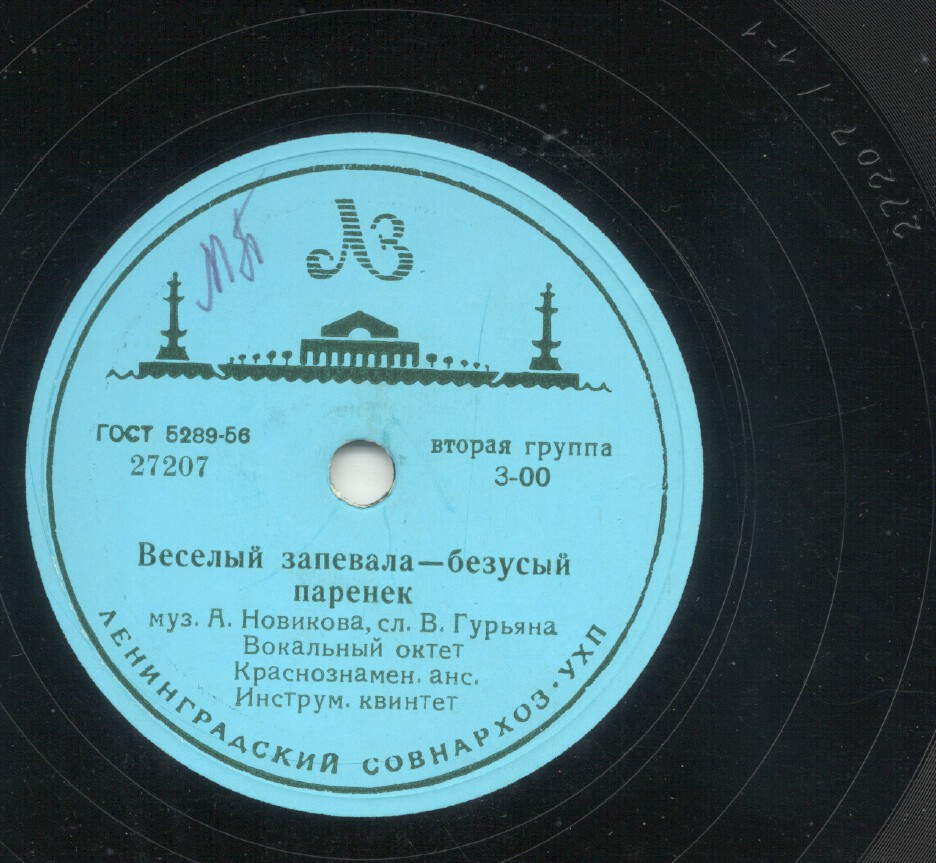 ЛЗ
МБ
ГОСТ 5289-56
27207
вторая группа
3-00
Веселый запевала—безусый
паренек
муз. А. Новикова, сл. В. Гурьяна
Вокальный октет
Краснознамен. анс.
Инструм. квинтет
ЛЕНИНГРАДСКИЙ СОВНАРХОЗ · УХП
27207/1-1